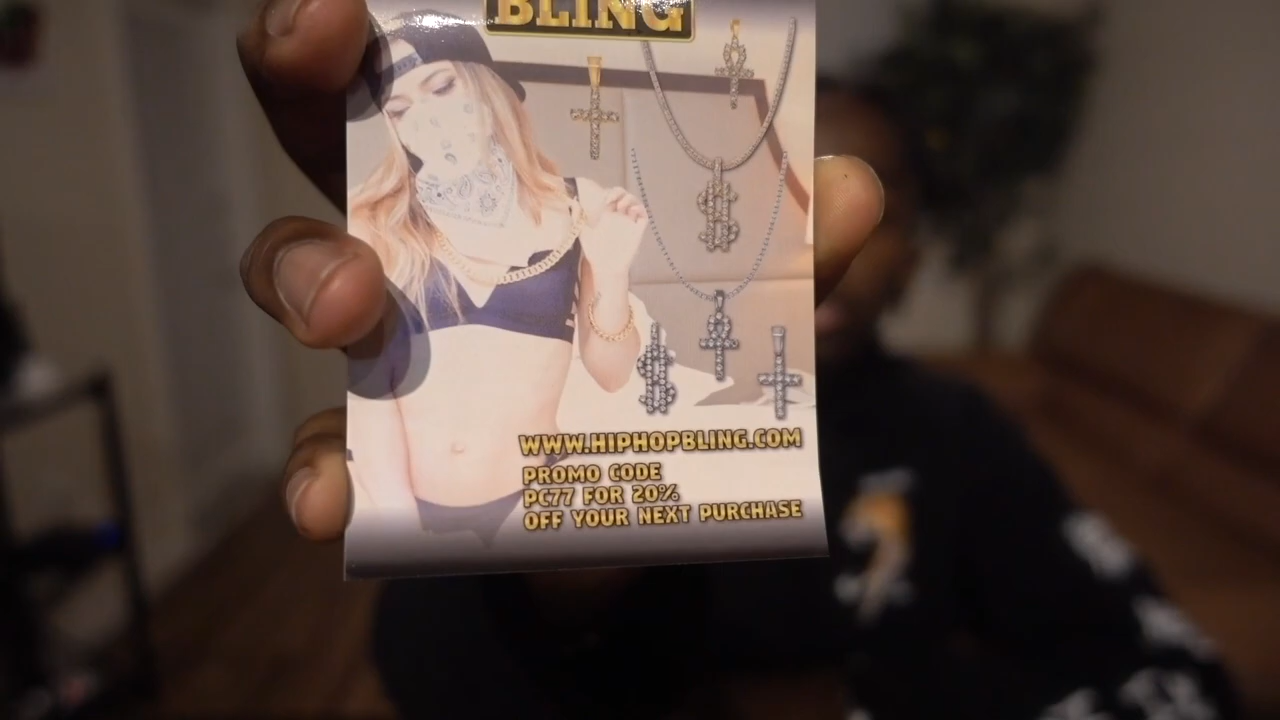 BLING
WWW.HIPHOPBLING.COM
PROMO CODE
PC77 FOR 20%
OFF YOUR NEXT PURCHASE